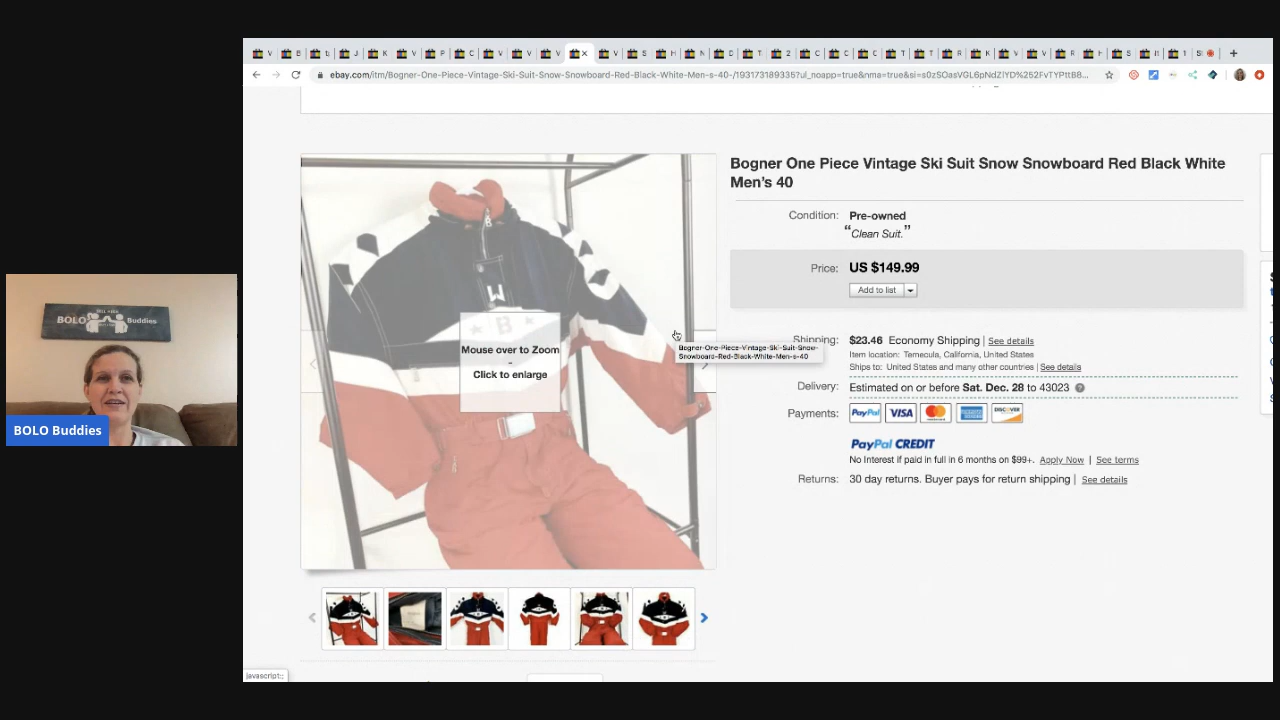 ebay.com/itm/Bogner-One-Piece-Vintage-Ski-Suit-Snow-Snowboard-Red-Black-White-Men-s-40-/193173189335?ul_noapp=true&nma=true&si=s0zSOasVGL6pNdZiYD%252FvTYPttB8...
Bogner One Piece Vintage Ski Suit Snow Snowboard Red Black White
Men's 40
Condition: Pre-owned
“Clean Suit.”
Price: US $149.99
Add to list
Mouse over to Zoom
-
Click to enlarge
B
Shipping: $23.46 Economy Shipping | See details
Bogner-One-Piece-Vintage-Ski-Suit-Snow-
Snowboard-Red-Black-White-Men-s-40
Item location: Temecula, California, United States
Ships to: United States and many other countries | See details
Delivery: Estimated on or before Sat. Dec. 28 to 43023
Payments: PayPal VISA mastercard DISCOVER
PayPal CREDIT
No Interest if paid in full in 6 months on $99+. Apply Now | See terms
Returns: 30 day returns. Buyer pays for return shipping | See details
BOLO Buddies
BOLO Buddies
javascript:;